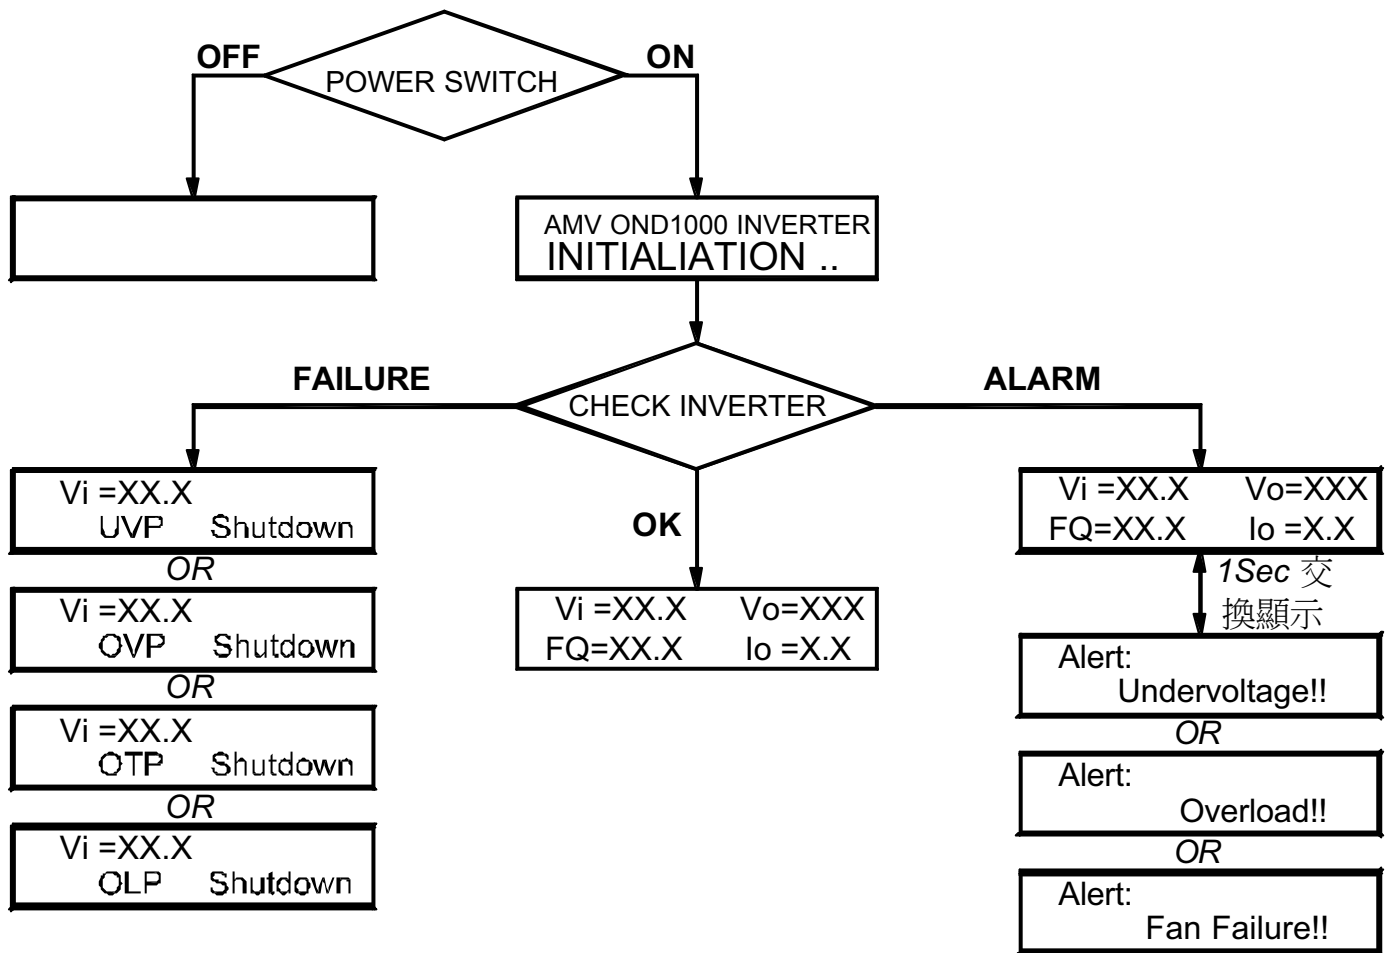 OFF
ON
POWER SWITCH
AMV OND1000 INVERTER
INITIALIATION ..
FAILURE
ALARM
CHECK INVERTER
OK
Vi =XX.X
UVP Shutdown
OR
Vi =XX.X
OVP Shutdown
OR
Vi =XX.X
OTP Shutdown
OR
Vi =XX.X
OLP Shutdown
Vi =XX.X Vo=XXX
FQ=XX.X Io =X.X
Vi =XX.X Vo=XXX
FQ=XX.X Io =X.X
1Sec 交
換顯示
Alert:
Undervoltage!!
OR
Alert:
Overload!!
OR
Alert:
Fan Failure!!